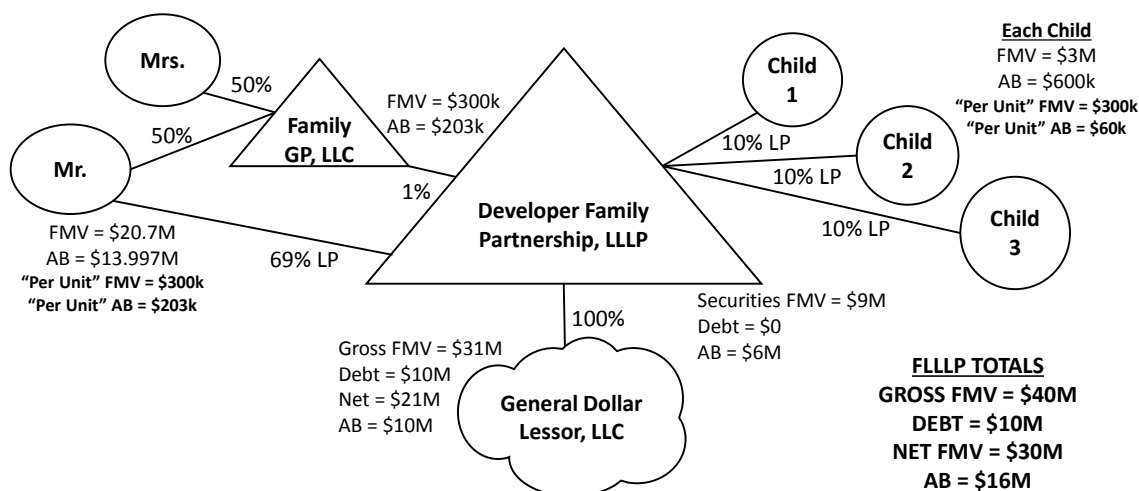 Mrs.
50%
50%
Mr.
Family
GP, LLC
FMV = $300k
AB = $203k
1%
FMV = $20.7M
AB = $13.997M
“Per Unit” FMV = $300k
“Per Unit” AB = $203k
69% LP
Developer Family
Partnership, LLLP
Child
1
10% LP
Child
2
10% LP
Child
3
10% LP
Each Child
FMV = $3M
AB = $600k
“Per Unit” FMV = $300k
“Per Unit” AB = $60k
100%
Gross FMV = $31M
Debt = $10M
Net = $21M
AB = $10M
General Dollar
Lessor, LLC
Securities FMV = $9M
Debt = $0
AB = $6M
FLLLP TOTALS
GROSS FMV = $40M
DEBT = $10M
NET FMV = $30M
AB = $16M